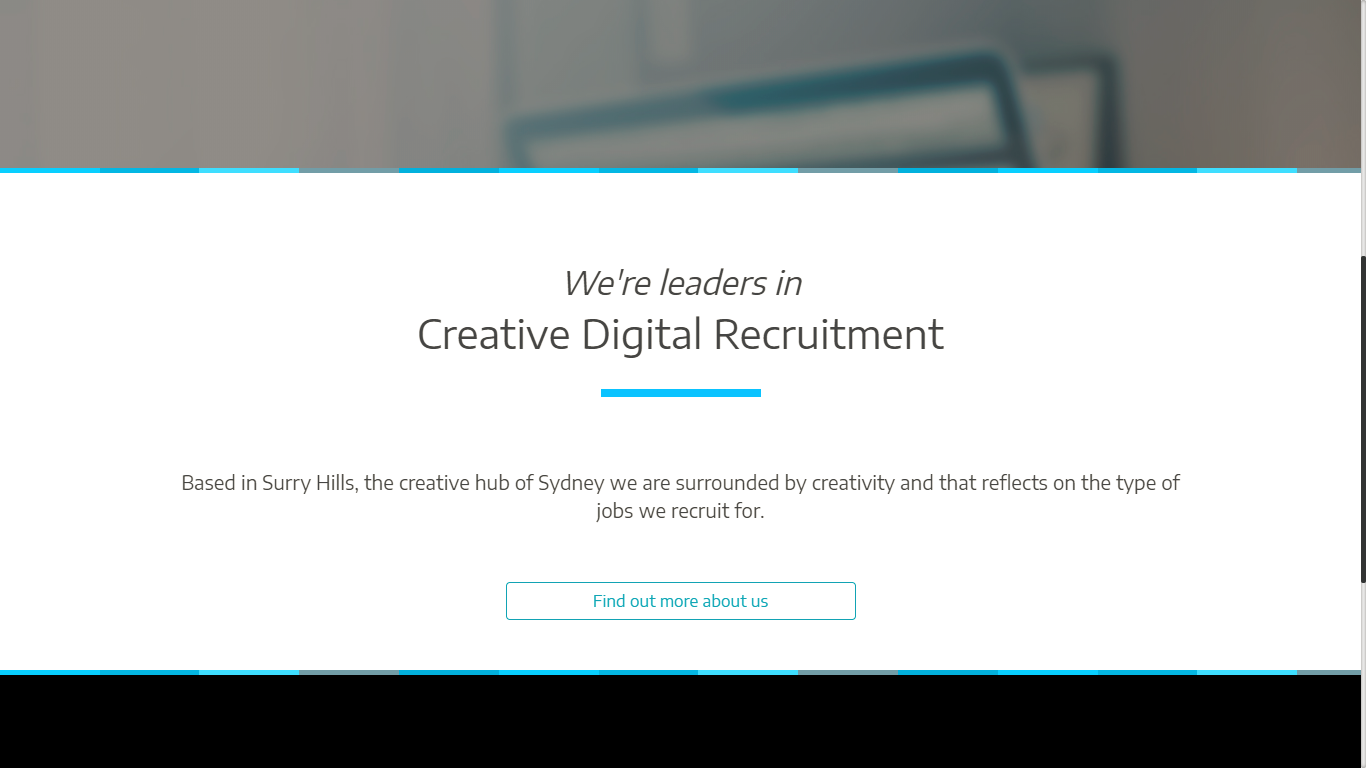 We're leaders in
Creative Digital Recruitment
Based in Surry Hills, the creative hub of Sydney we are surrounded by creativity and that reflects on the type of
jobs we recruit for.
Find out more about us